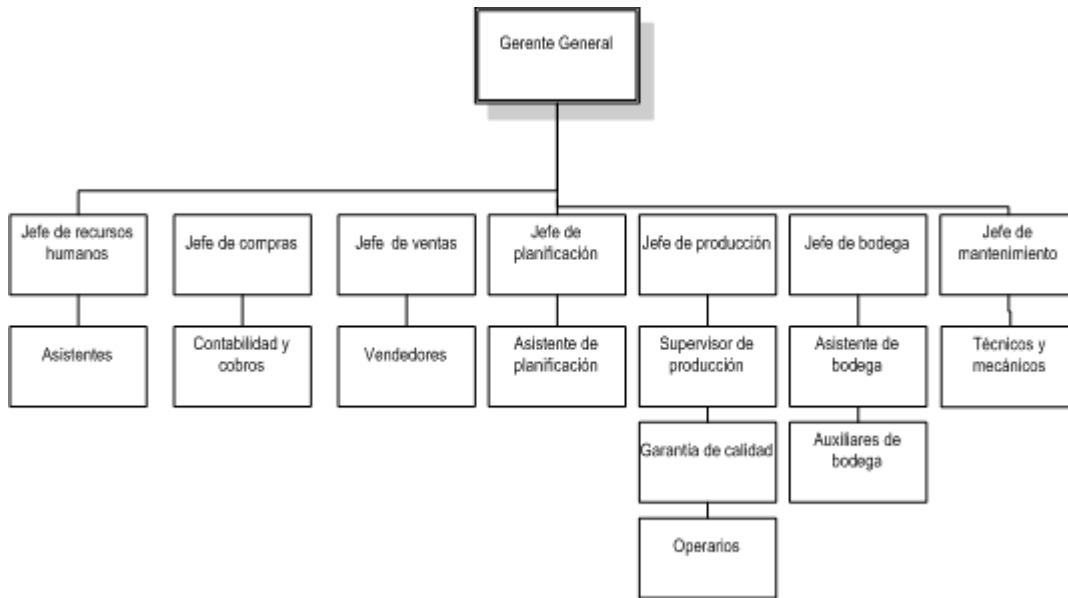 Gerente General
Jefe de recursos
humanos
Jefe de compras
Jefe de ventas
Jefe de
planificación
Jefe de producción
Jefe de bodega
Jefe de
mantenimiento
Asistentes
Contabilidad y
cobros
Vendedores
Asistente de
planificación
Supervisor de
producción
Asistente de
bodega
Técnicos y
mecánicos
Garantía de calidad
Auxiliares de
bodega
Operarios